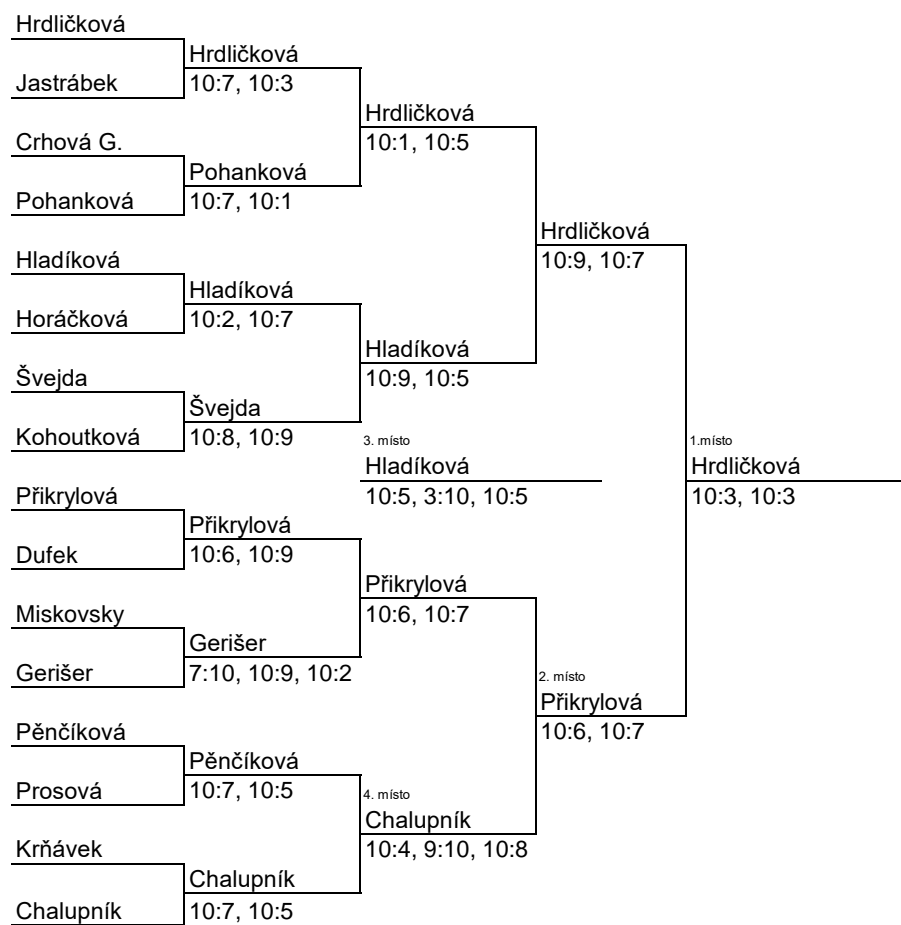 Hrdličková
Hrdličková
Jastrábek
10:7, 10:3
Hrdličková
Crhová G.
10:1, 10:5
Pohanková
Pohanková
10:7, 10:1
Hrdličková
Hladíková
10:9, 10:7
Hladíková
Horáčková
10:2, 10:7
Hladíková
Švejda
10:9, 10:5
Švejda
Kohoutková
10:8, 10:9
3. místo
1.místo
Hladíková
Hrdličková
10:5, 3:10, 10:5
10:3, 10:3
Přikrylová
Přikrylová
Dufek
10:6, 10:9
Přikrylová
Miskovsky
10:6, 10:7
Gerišer
Gerišer
7:10, 10:9, 10:2
2. místo
Přikrylová
Pěnčíková
10:6, 10:7
Pěnčíková
Prosová
10:7, 10:5
4. místo
Chalupník
Krňávek
10:4, 9:10, 10:8
Chalupník
Chalupník
10:7, 10:5